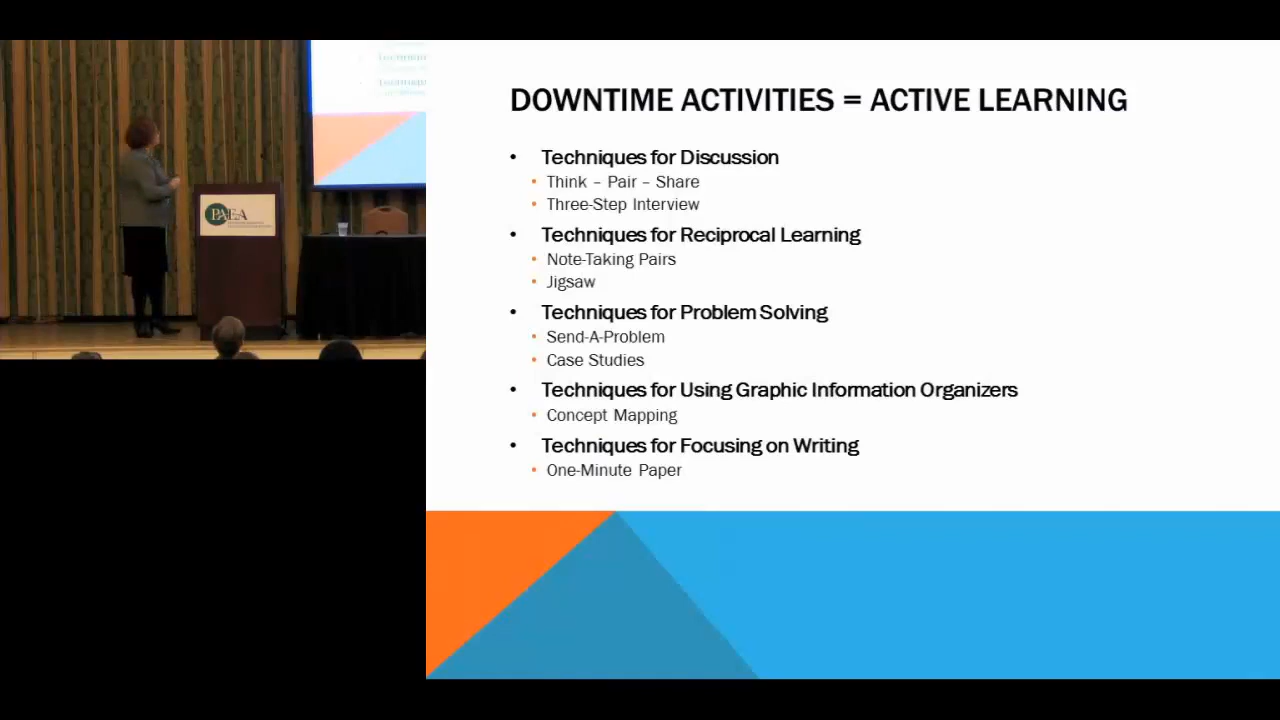 PAEA
DOWNTIME ACTIVITIES = ACTIVE LEARNING
• Techniques for Discussion
• Think – Pair – Share
• Three-Step Interview
• Techniques for Reciprocal Learning
• Note-Taking Pairs
• Jigsaw
• Techniques for Problem Solving
• Send-A-Problem
• Case Studies
• Techniques for Using Graphic Information Organizers
• Concept Mapping
• Techniques for Focusing on Writing
• One-Minute Paper